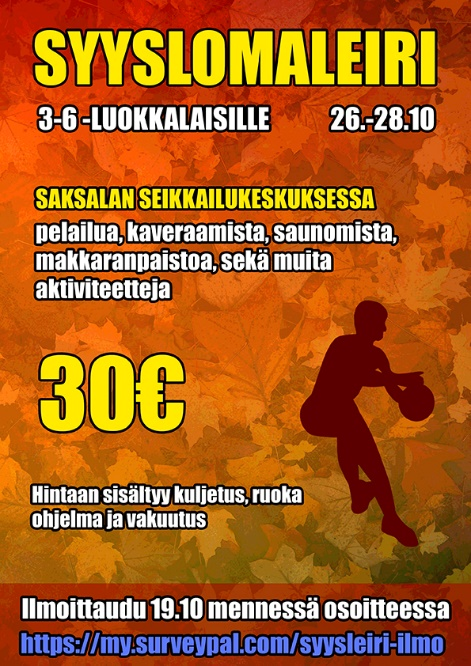 SYYSLOMALEIRI
3-6 -LUOKKALAISILLE 26.-28.10
SAKSALAN SEIKKAILUKESKUKSESSA
pelailua, kaveraamista, saunomista,
makkaranpaistoa, sekä muita
aktiviteetteja
30€
Hintaan sisältyy kuljetus, ruoka
ohjelma ja vakuutus
Ilmoittaudu 19.10 mennessä osoitteessa
https://my.surveypal.com/syysleiri-ilmo